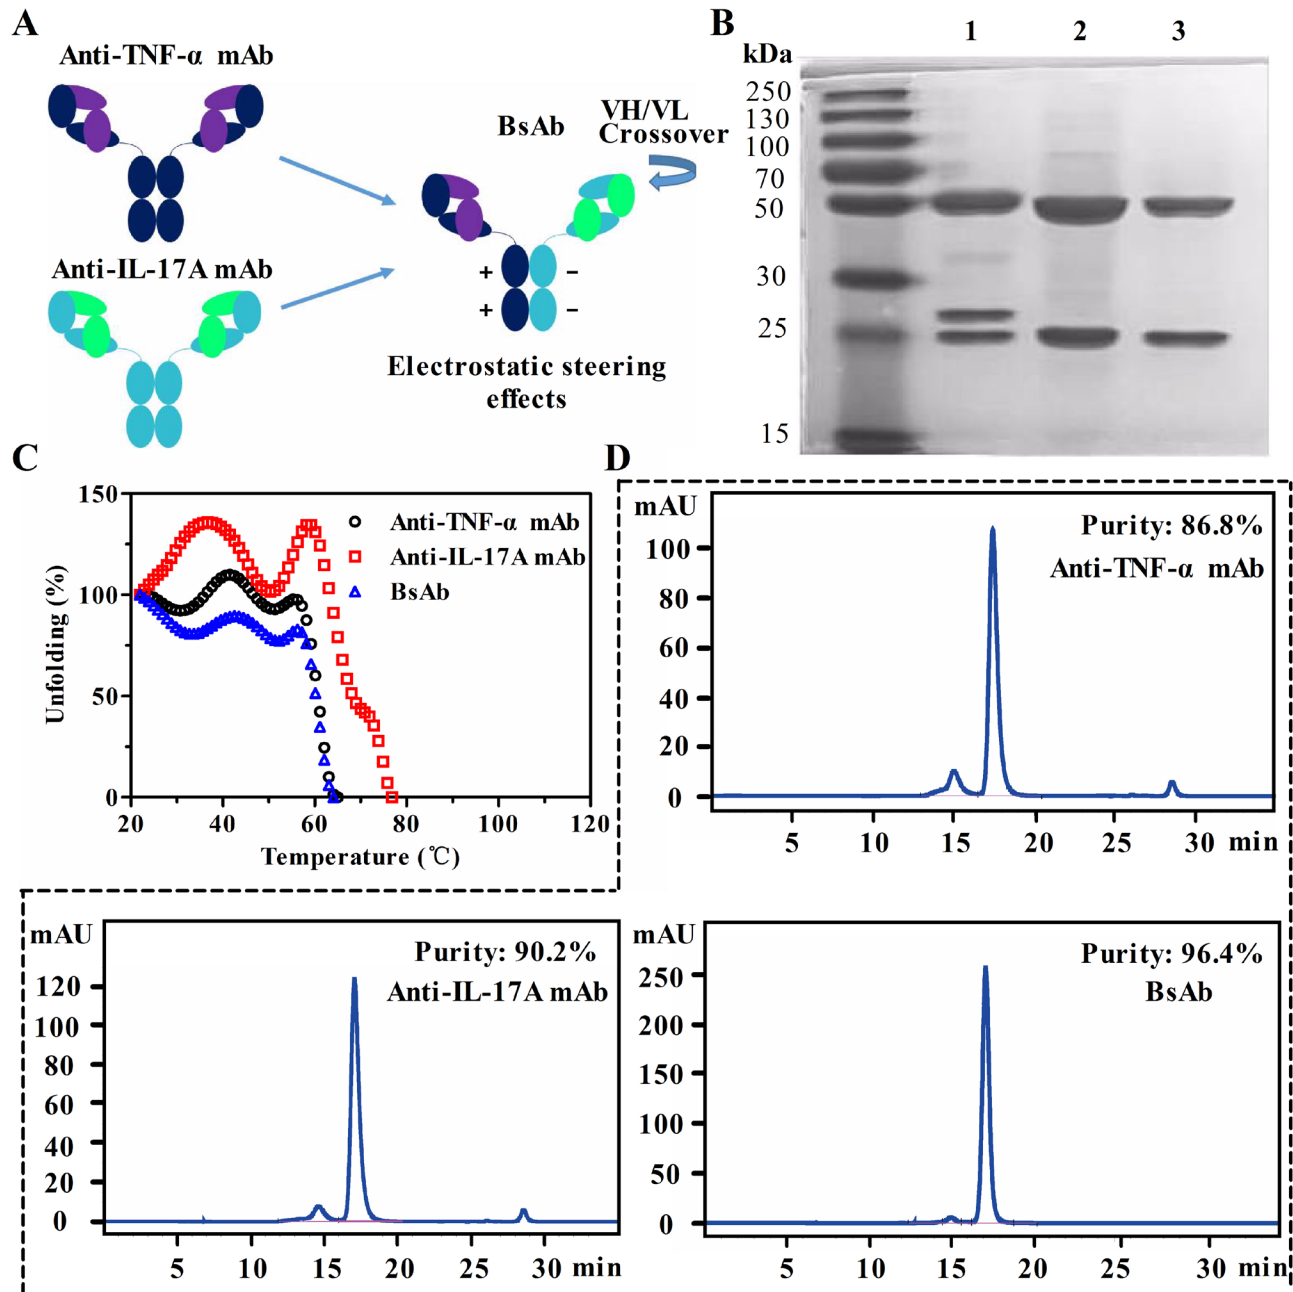 A
Anti-TNF-α mAb
Anti-IL-17A mAb
BsAb
VH/VL
Crossover
+ −
+ −
Electrostatic steering
effects
B
1 2 3
kDa
250
130
100
70
50
30
25
15
C
150
100
50
0
Unfolding (%)
Anti-TNF-α mAb
Anti-IL-17A mAb
BsAb
20 40 60 80 100 120
Temperature (℃)
D
mAU
Purity: 86.8%
Anti-TNF-α mAb
100
80
60
40
20
0
5 10 15 20 25 30 min
mAU
Purity: 90.2%
Anti-IL-17A mAb
120
100
80
60
40
20
0
5 10 15 20 25 30 min
mAU
Purity: 96.4%
BsAb
250
200
150
100
50
0
5 10 15 20 25 30 min